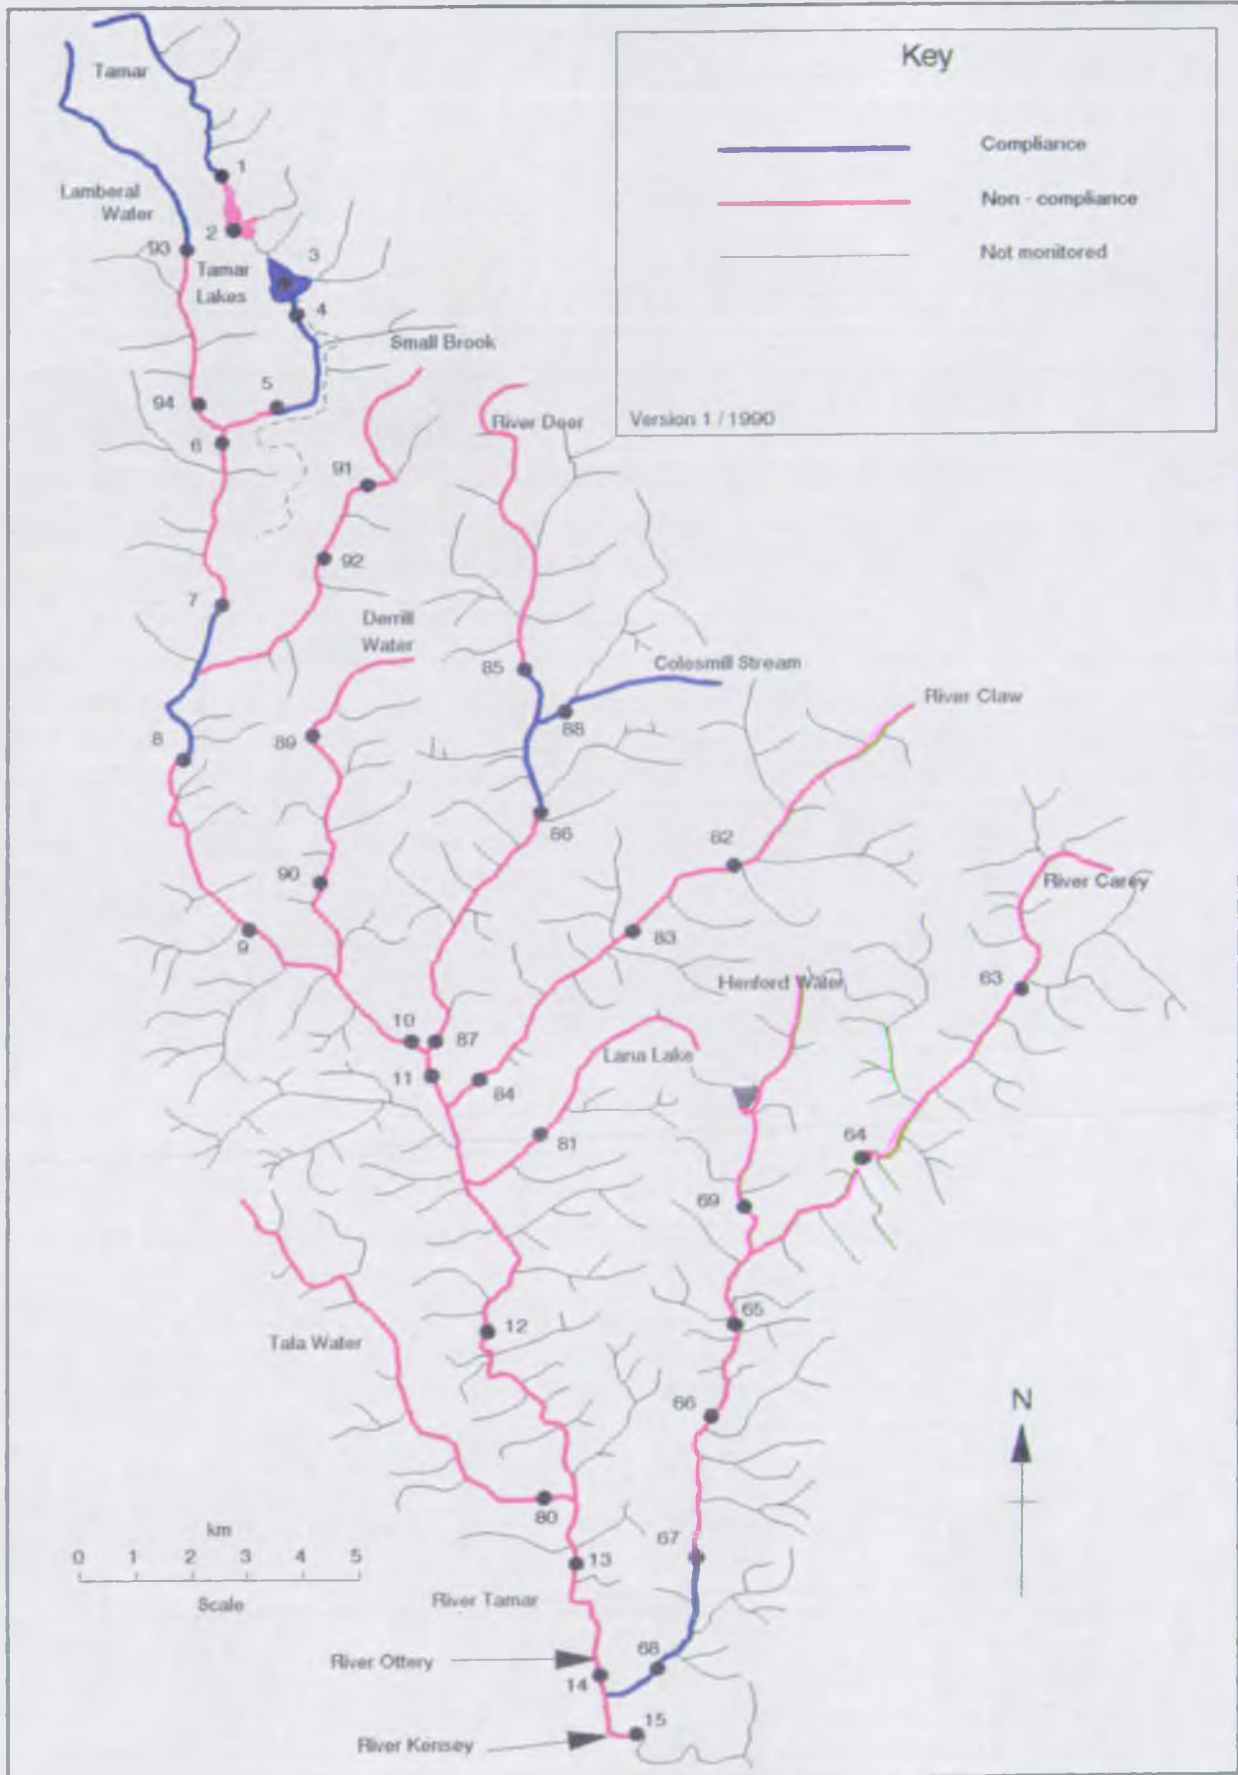 Key
Compliance
Non - compliance
Not monitored
Version 1 / 1990
Tamar
1
Lamberal
Water
2
93
3
Tamar
Lakes
4
Small Brook
5
94
River Deer
6
91
92
7
Derrill
Water
85
Colesmill Stream
88
River Claw
8
89
86
82
90
River Carey
9
83
63
Henford Water
10
87
Lana Lake
11
84
81
64
69
12
65
Tala Water
66
N
80
km
67
0 1 2 3 4 5
13
Scale
River Tamar
River Ottery
68
14
15
River Kensey